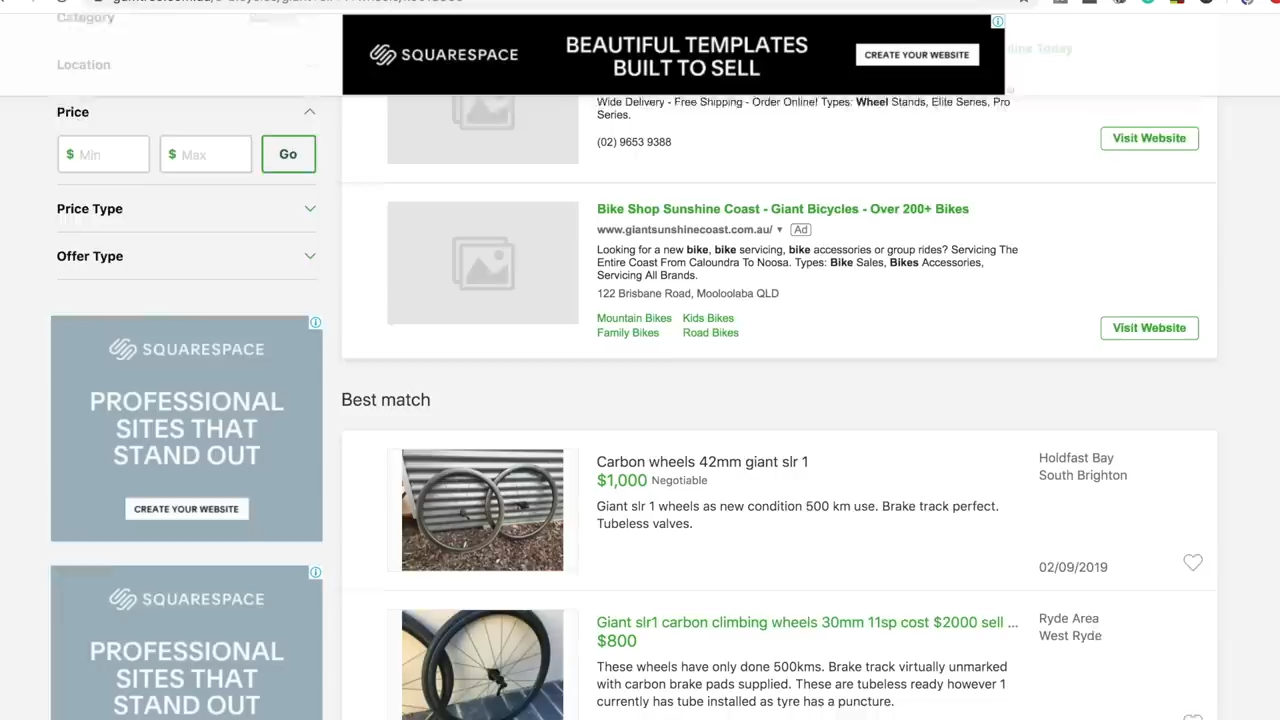 Category
Location
Price
$ Min
$ Max
Go
Price Type
Offer Type
SQUARESPACE
PROFESSIONAL
SITES THAT
STAND OUT
CREATE YOUR WEBSITE
SQUARESPACE
PROFESSIONAL
SITES THAT
STAND OUT
SQUARESPACE
BEAUTIFUL TEMPLATES
BUILT TO SELL
CREATE YOUR WEBSITE
Today
Wide Delivery - Free Shipping - Order Online! Types: Wheel Stands, Elite Series, Pro
Series.
(02) 9653 9388
Visit Website
Bike Shop Sunshine Coast - Giant Bicycles - Over 200+ Bikes
www.giantsunshinecoast.com.au/ ▼ Ad
Looking for a new bike, bike servicing, bike accessories or group rides? Servicing The
Entire Coast From Caloundra To Noosa. Types: Bike Sales, Bikes Accessories,
Servicing All Brands.
122 Brisbane Road, Mooloolaba QLD
Mountain Bikes Kids Bikes
Family Bikes Road Bikes
Visit Website
Best match
Carbon wheels 42mm giant slr 1
$1,000 Negotiable
Giant slr 1 wheels as new condition 500 km use. Brake track perfect.
Tubeless valves.
Holdfast Bay
South Brighton
02/09/2019
Giant slr1 carbon climbing wheels 30mm 11sp cost $2000 sell ...
$800
These wheels have only done 500kms. Brake track virtually unmarked
with carbon brake pads supplied. These are tubeless ready however 1
currently has tube installed as tyre has a puncture.
Ryde Area
West Ryde